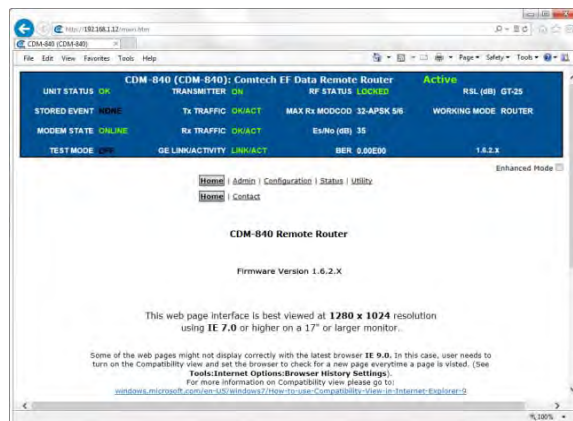 http://192.168.1.12/main.htm
CDM-840 (CDM-840)
File Edit View Favorites Tools Help
Page Safety Tools
CDM-840 (CDM-840): Comtech EF Data Remote Router Active
UNIT STATUS OK TRANSMITTER ON RF STATUS LOCKED RSL (dB) GT-25
STORED EVENT NONE Tx TRAFFIC OK/ACT MAX Rx MODCOD 32-APSK 5/6 WORKING MODE ROUTER
MODEM STATE ONLINE Rx TRAFFIC OK/ACT Es/No (dB) 35
TEST MODE OFF GE LINK/ACTIVITY LINK/ACT BER 0.00E00 1.6.2.X
Enhanced Mode
Home | Admin | Configuration | Status | Utility
Home | Contact
CDM-840 Remote Router
Firmware Version 1.6.2.X
This web page interface is best viewed at 1280 x 1024 resolution
using IE 7.0 or higher on a 17" or larger monitor.
Some of the web pages might not display correctly with the latest browser IE 9.0. In this case, user needs to
turn on the Compatibility view and set the browser to check for a new page everytime a page is visted. (See
Tools:Internet Options:Browser History Settings).
For more information on Compatibility view please go to:
windows.microsoft.com/en-US/windows7/How-to-use-Compatibility-View-in-Internet-Explorer-9
100%